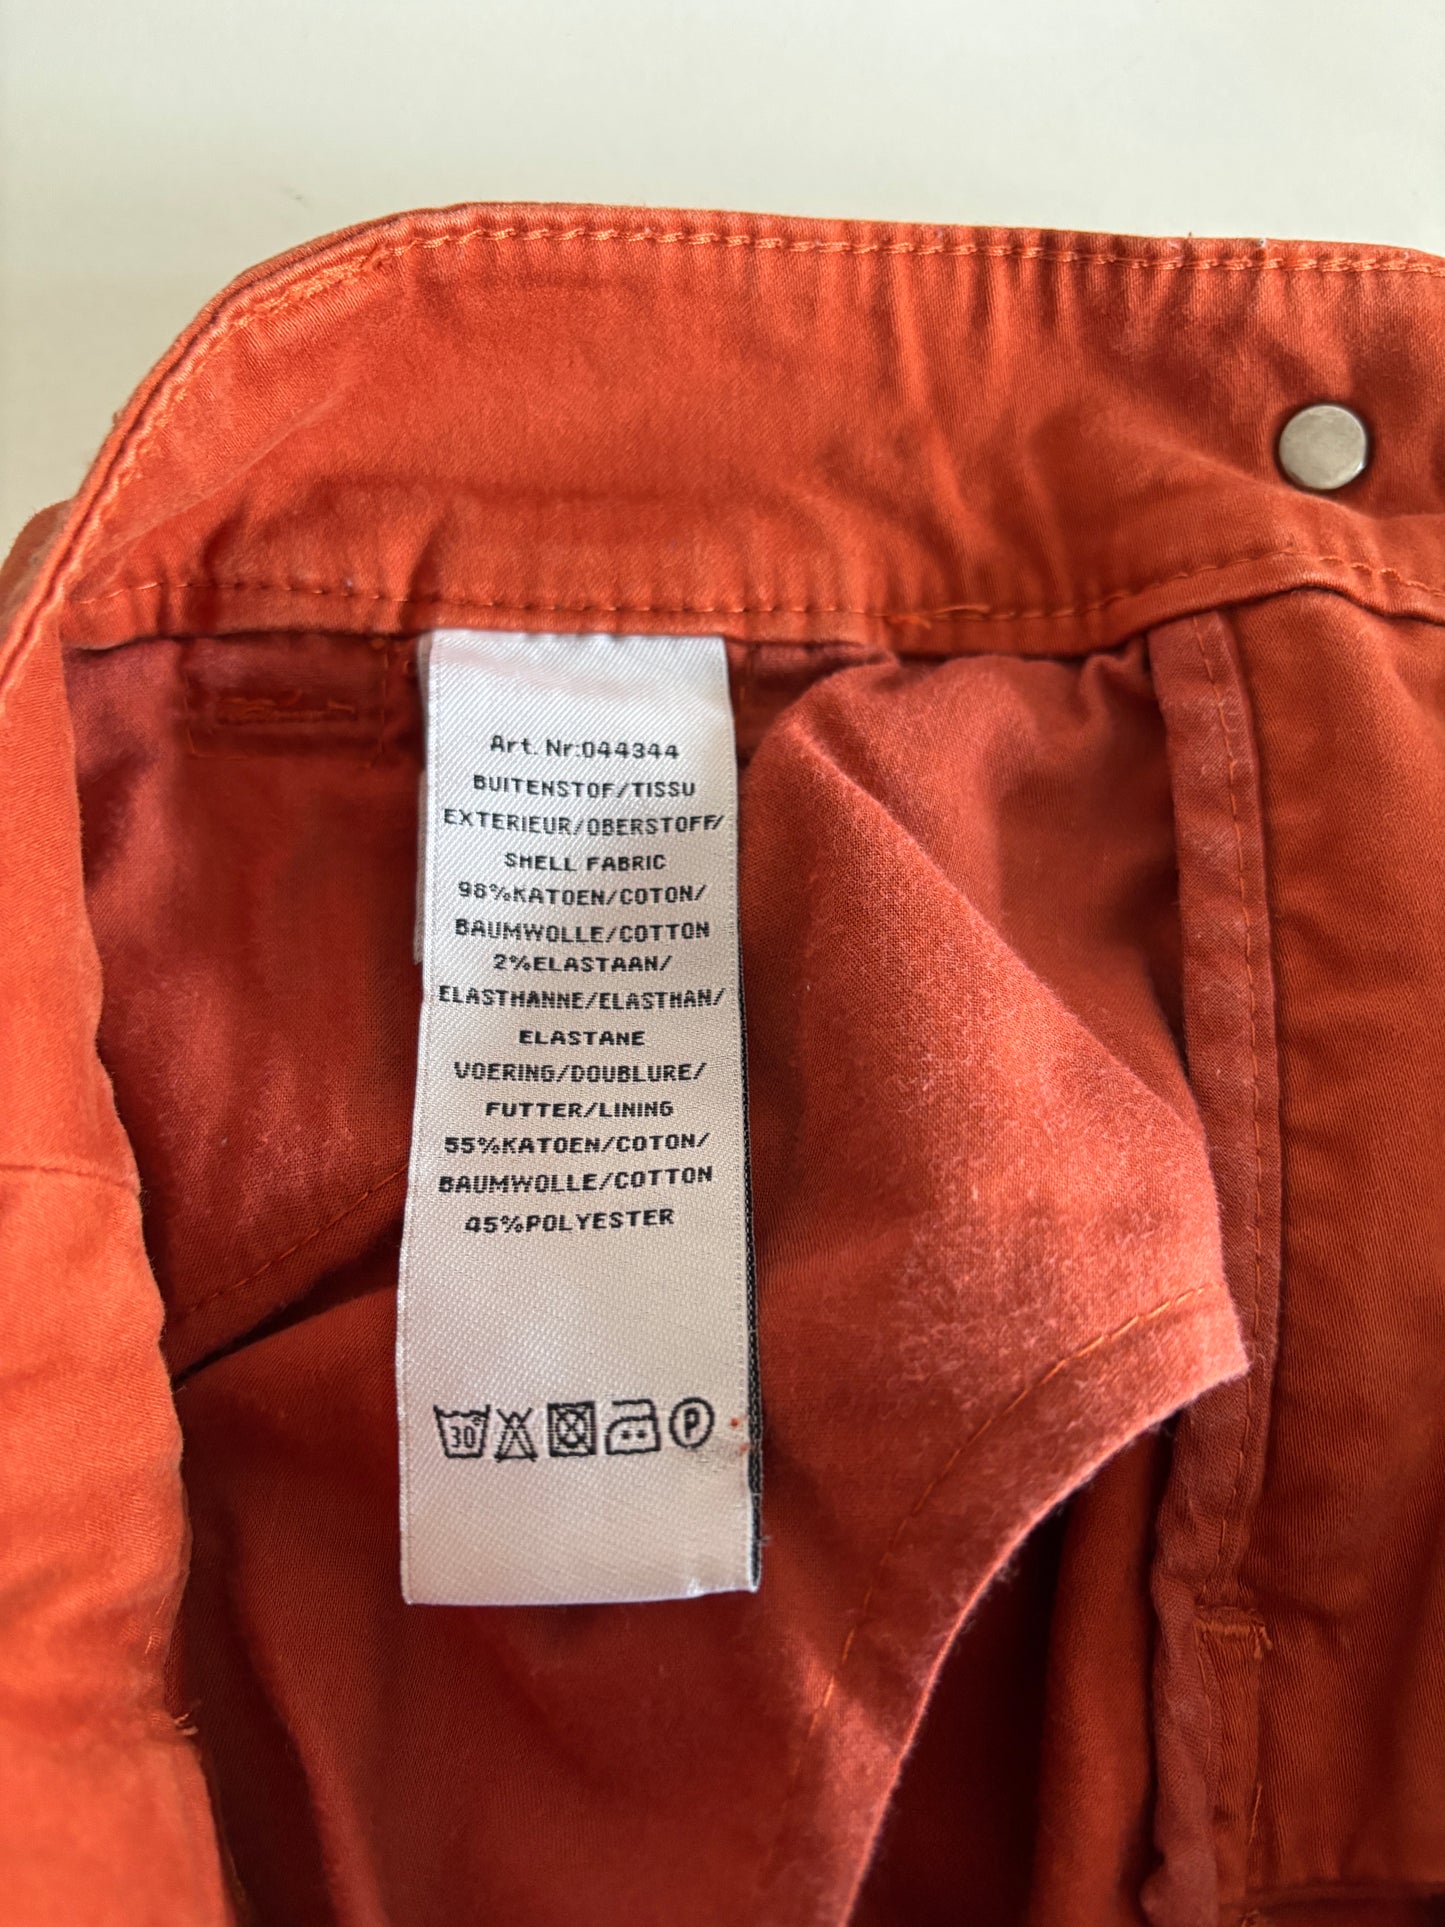 Art. Nr:044344
BUITENSTOF/TISSU
EXTERIEUR/OBERSTOFF/
SHELL FABRIC
98%KATOEN/COTON/
BAUMWOLLE/COTTON
2%ELASTAAN/
ELASTHANNE/ELASTHAN/
ELASTANE
VOERING/DOUBLURE/
FUTTER/LINING
55%KATOEN/COTON/
BAUMWOLLE/COTTON
45%POLYESTER
30 P